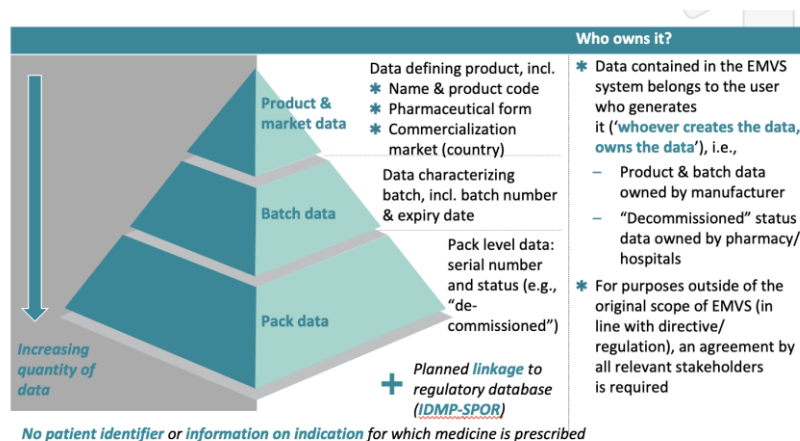 Who owns it?
Product &
market data
Batch data
Pack data
Increasing
quantity of
data
Data defining product, incl.
✱ Name & product code
✱ Pharmaceutical form
✱ Commercialization
market (country)
Data characterizing
batch, incl. batch number
& expiry date
Pack level data:
serial number
and status (e.g.,
“de-
commissioned”)
+ Planned linkage to
regulatory database
(IDMP-SPOR)
✱ Data contained in the EMVS
system belongs to the user
who generates
it (‘whoever creates the data,
owns the data’), i.e.,
– Product & batch data
owned by manufacturer
– “Decommissioned” status
data owned by pharmacy/
hospitals
✱ For purposes outside of the
original scope of EMVS (in
line with directive/
regulation), an agreement by
all relevant stakeholders
is required
No patient identifier or information on indication for which medicine is prescribed